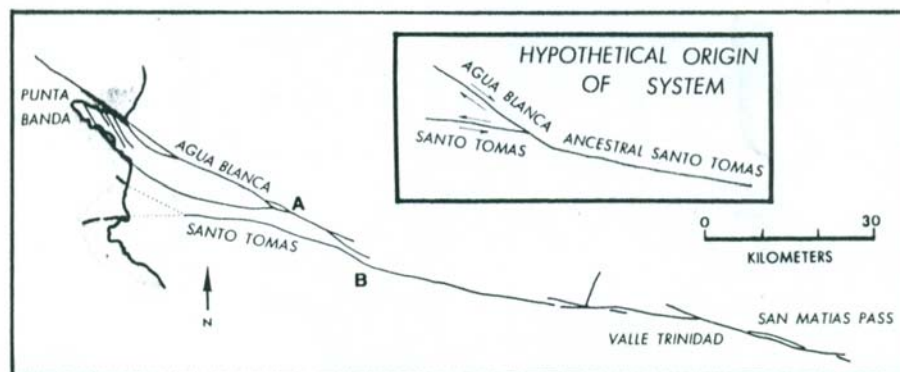 HYPOTHETICAL ORIGIN
OF SYSTEM
AGUA BLANCA
SANTO TOMAS
ANCESTRAL SANTO TOMAS
PUNTA
BANDA
AGUA BLANCA
A
SANTO TOMAS
B
N
0 30
KILOMETERS
VALLE TRINIDAD
SAN MATIAS PASS